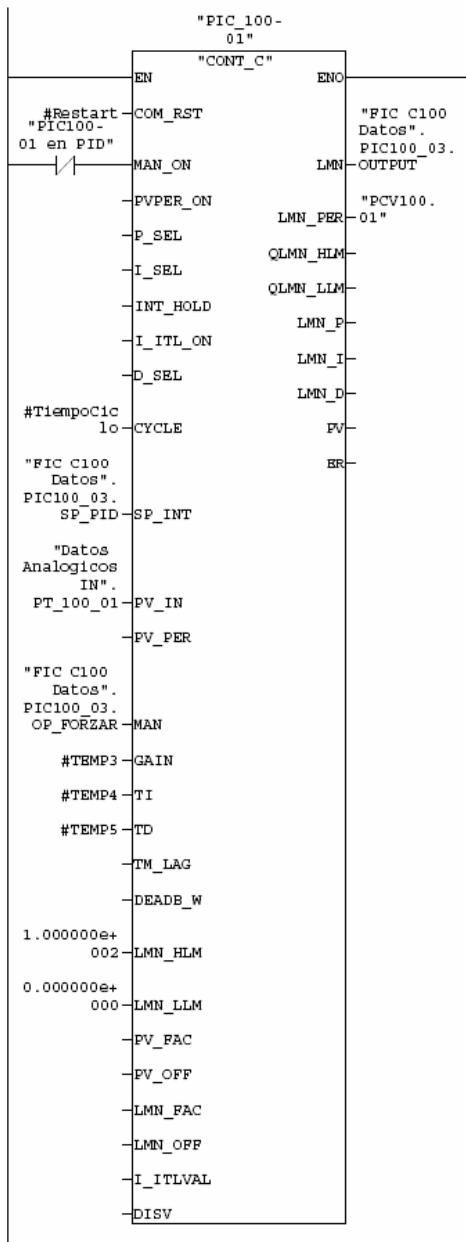 "PIC_100-
01"
"CONT_C"
EN ENO
#Restart COM_RST
"PIC100-
01 en PID" MAN_ON
"FIC C100
Datos".
PIC100_03.
LMN OUTPUT
PVPER_ON
"PCV100.
LMN_PER 01"
P_SEL
QLMN_HLM
I_SEL
QLMN_LLM
INT_HOLD
LMN_P
I_ITL_ON
LMN_I
D_SEL
LMN_D
#TiempoCic
lo CYCLE
PV
ER
"FIC C100
Datos".
PIC100_03.
SP_PID SP_INT
"Datos
Analogicos
IN".
PT_100_01 PV_IN
PV_PER
"FIC C100
Datos".
PIC100_03.
OP_FORZAR MAN
#TEMP3 GAIN
#TEMP4 TI
#TEMP5 TD
TM_LAG
DEADB_W
1.000000e+
002 LMN_HLM
0.000000e+
000 LMN_LLM
PV_FAC
PV_OFF
LMN_FAC
LMN_OFF
I_ITLVAL
DISV